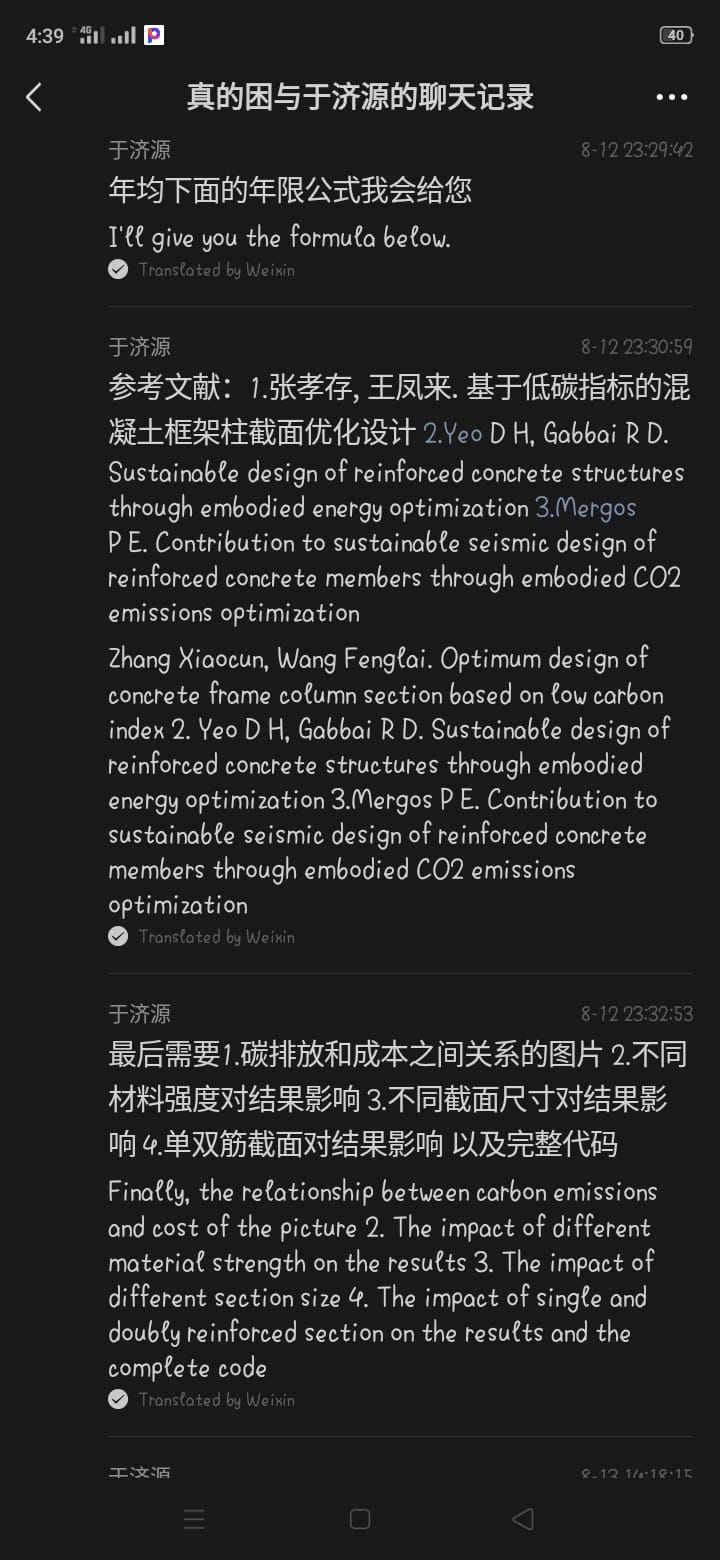 4:39
4G
40
真的困与于济源的聊天记录
于济源
8-12 23:29:42
年均下面的年限公式我会给您
I'll give you the formula below.
Translated by Weixin
于济源
8-12 23:30:59
参考文献：1.张孝存, 王凤来. 基于低碳指标的混
凝土框架柱截面优化设计 2.Yeo D H, Gabbai R D.
Sustainable design of reinforced concrete structures
through embodied energy optimization 3.Mergos
P E. Contribution to sustainable seismic design of
reinforced concrete members through embodied CO2
emissions optimization
Zhang Xiaocun, Wang Fenglai. Optimum design of
concrete frame column section based on low carbon
index 2. Yeo D H, Gabbai R D. Sustainable design of
reinforced concrete structures through embodied
energy optimization 3.Mergos P E. Contribution to
sustainable seismic design of reinforced concrete
members through embodied CO2 emissions
optimization
Translated by Weixin
于济源
8-12 23:32:53
最后需要1.碳排放和成本之间关系的图片 2.不同
材料强度对结果影响 3.不同截面尺寸对结果影
响 4.单双筋截面对结果影响 以及完整代码
Finally, the relationship between carbon emissions
and cost of the picture 2. The impact of different
material strength on the results 3. The impact of
different section size 4. The impact of single and
doubly reinforced section on the results and the
complete code
Translated by Weixin
于济源
8-13 14:18:15